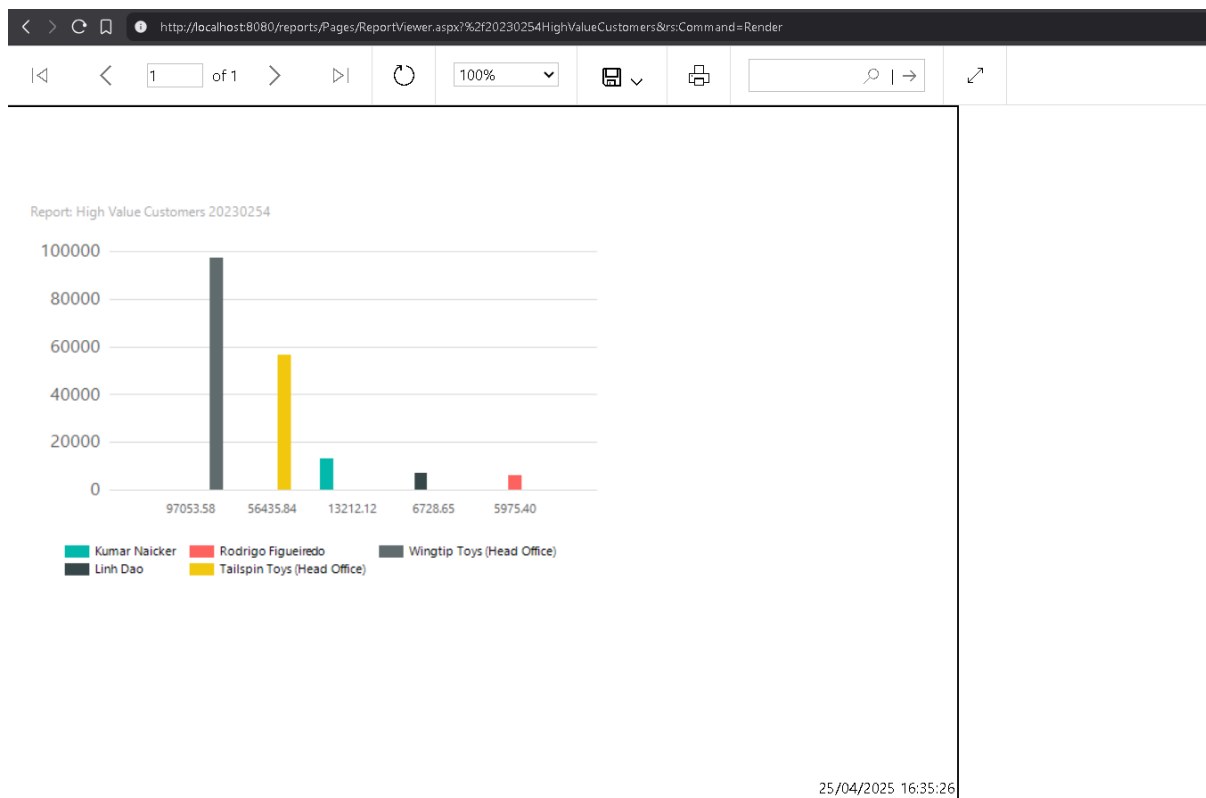 http://localhost:8080/reports/Pages/ReportViewer.aspx?%2f20230254HighValueCustomers&rs:Command=Render
1 of 1 100%
Report: High Value Customers 20230254
100000
80000
60000
40000
20000
0
97053.58 56435.84 13212.12 6728.65 5975.40
Kumar Naicker Rodrigo Figueiredo Wingtip Toys (Head Office)
Linh Dao Tailspin Toys (Head Office)
25/04/2025 16:35:26